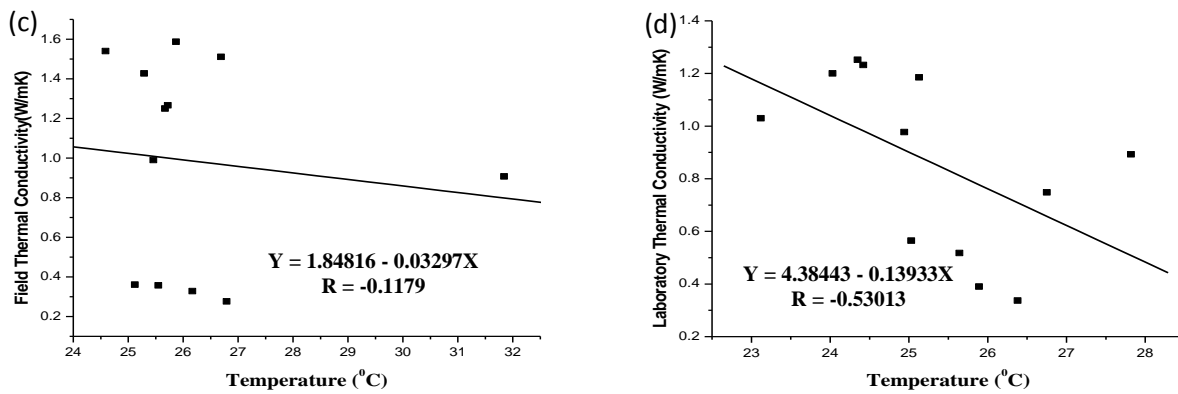 (c)
Field Thermal Conductivity(W/mK)
1.6
1.4
1.2
1.0
0.8
0.6
0.4
0.2
Y = 1.84816 - 0.03297X
R = -0.1179
24 25 26 27 28 29 30 31 32
Temperature (⁰C)
(d)
Laboratory Thermal Conductivity (W/mK)
1.4
1.2
1.0
0.8
0.6
0.4
0.2
Y = 4.38443 - 0.13933X
R = -0.53013
23 24 25 26 27 28
Temperature (⁰C)